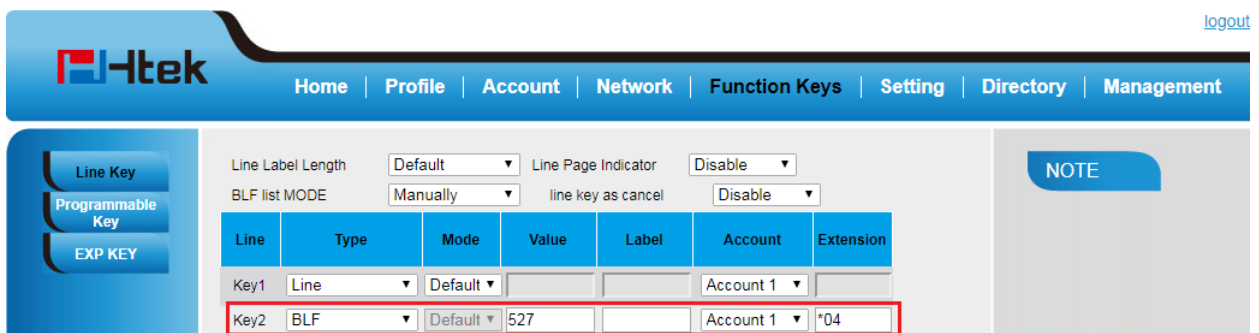 logout
Htek
Home | Profile | Account | Network | Function Keys | Setting | Directory | Management
Line Key
Programmable Key
EXP KEY
Line Label Length Default Line Page Indicator Disable
BLF list MODE Manually line key as cancel Disable
Line Type Mode Value Label Account Extension
Key1 Line Default Account 1
Key2 BLF Default 527 Account 1 *04
NOTE